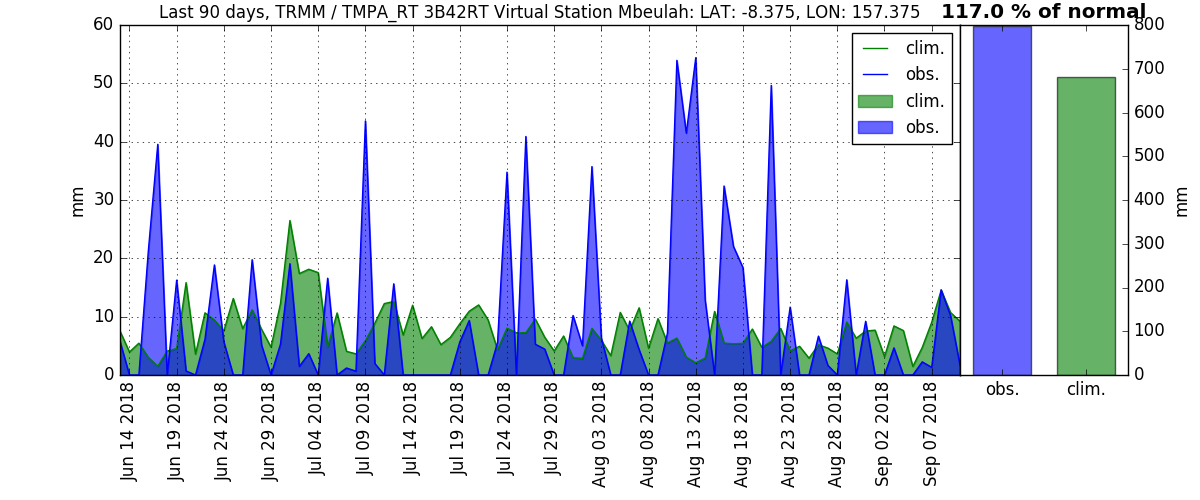 Last 90 days, TRMM / TMPA_RT 3B42RT Virtual Station Mbeulah: LAT: -8.375, LON: 157.375
117.0 % of normal
60
50
40
30
20
10
0
mm
clim.
obs.
clim.
obs.
800
700
600
500
400
300
200
100
0
mm
obs.
clim.
Jun 14 2018
Jun 19 2018
Jun 24 2018
Jun 29 2018
Jul 04 2018
Jul 09 2018
Jul 14 2018
Jul 19 2018
Jul 24 2018
Jul 29 2018
Aug 03 2018
Aug 08 2018
Aug 13 2018
Aug 18 2018
Aug 23 2018
Aug 28 2018
Sep 02 2018
Sep 07 2018